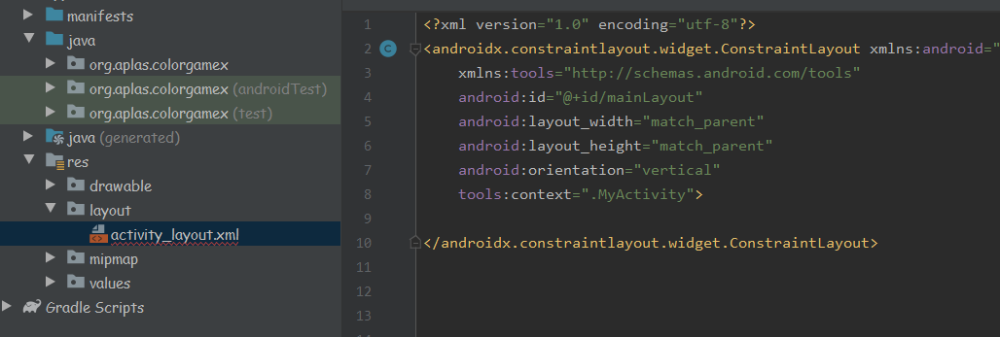 manifests
java
org.aplas.colorgamex
org.aplas.colorgamex (androidTest)
org.aplas.colorgamex (test)
java (generated)
res
drawable
layout
activity_layout.xml
mipmap
values
Gradle Scripts
1 <?xml version="1.0" encoding="utf-8"?>
2 C <androidx.constraintlayout.widget.ConstraintLayout xmlns:android="
3 xmlns:tools="http://schemas.android.com/tools"
4 android:id="@+id/mainLayout"
5 android:layout_width="match_parent"
6 android:layout_height="match_parent"
7 android:orientation="vertical"
8 tools:context=".MyActivity">
9
10 </androidx.constraintlayout.widget.ConstraintLayout>
11
12
13